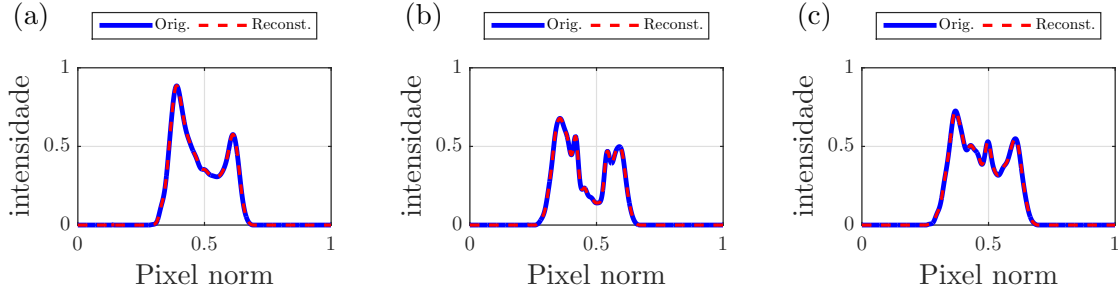 (a) Orig. Reconst.
intensidade
1
0.5
0
0 0.5 1
Pixel norm
(b) Orig. Reconst.
intensidade
1
0.5
0
0 0.5 1
Pixel norm
(c) Orig. Reconst.
intensidade
1
0.5
0
0 0.5 1
Pixel norm